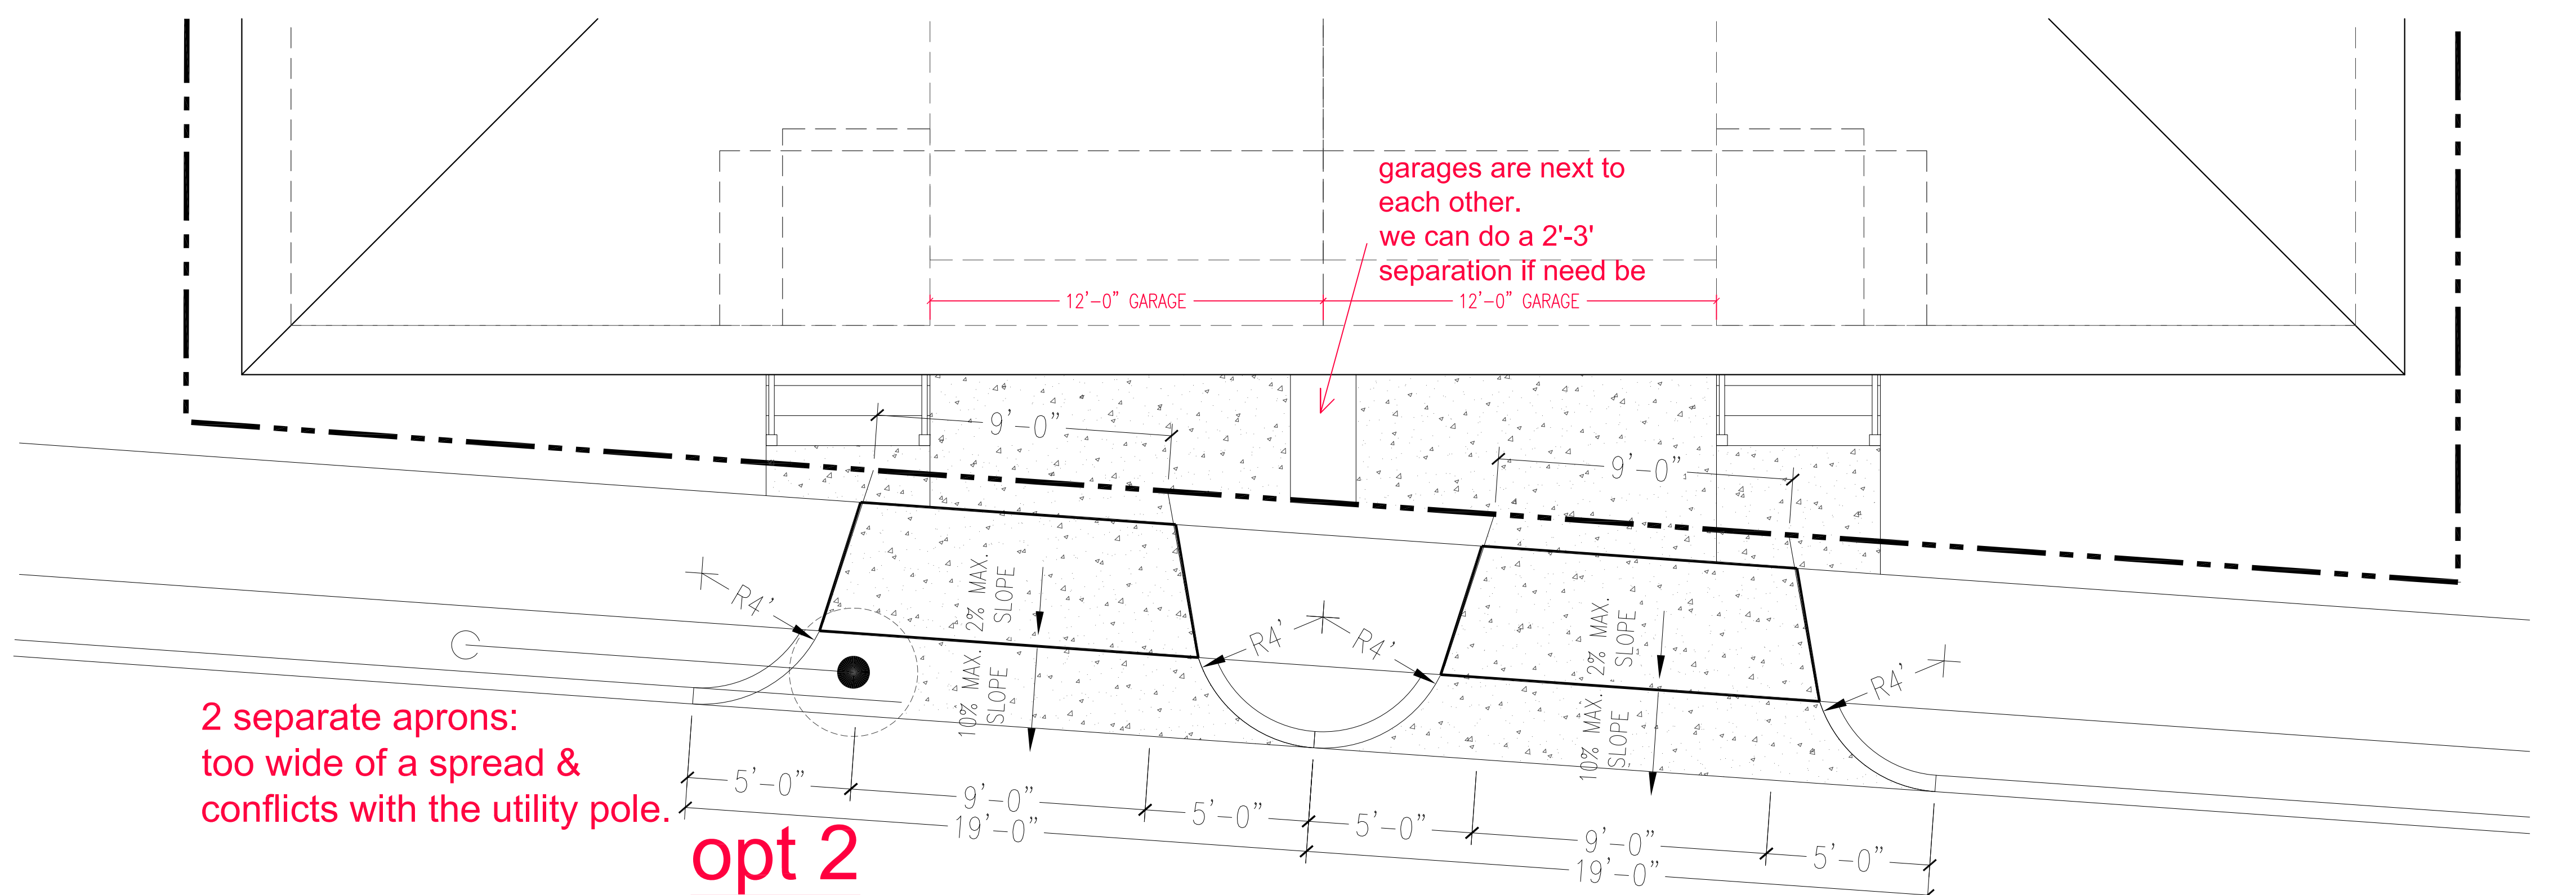 garages are next to
each other.
we can do a 2'-3'
separation if need be
12'-0" GARAGE
12'-0" GARAGE
9'-0"
9'-0"
R4'
2% MAX.
SLOPE
10% MAX.
SLOPE
R4'
R4'
2% MAX.
SLOPE
10% MAX.
SLOPE
R4'
2 separate aprons:
too wide of a spread &
conflicts with the utility pole.
5'-0"
9'-0"
5'-0"
19'-0"
5'-0"
9'-0"
5'-0"
19'-0"
opt 2